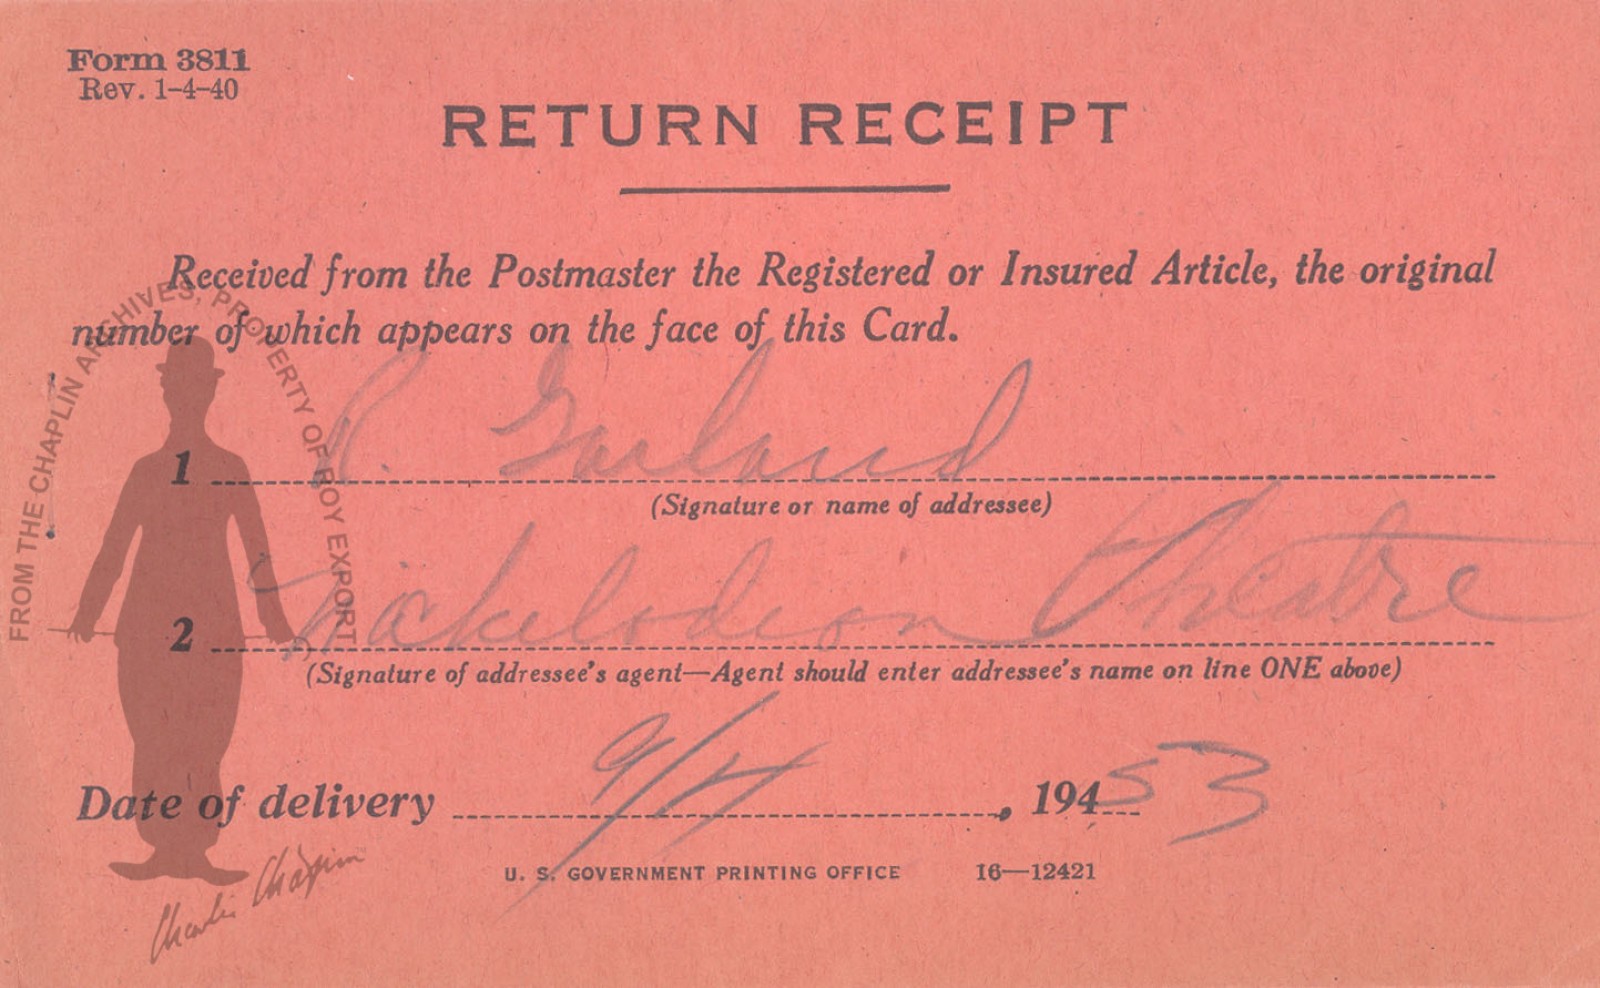 Form 3811
Rev. 1-4-40
RETURN RECEIPT
Received from the Postmaster the Registered or Insured Article, the original
number of which appears on the face of this Card.
FROM THE CHAPLIN ARCHIVES, PROPERTY OF ROY EXPORT
1 R. Garland
(Signature or name of addressee)
2 Nickelodeon Theatre
(Signature of addressee's agent—Agent should enter addressee's name on line ONE above)
Date of delivery 9/4, 19453
U. S. GOVERNMENT PRINTING OFFICE 16—12421
Charlie Chaplin